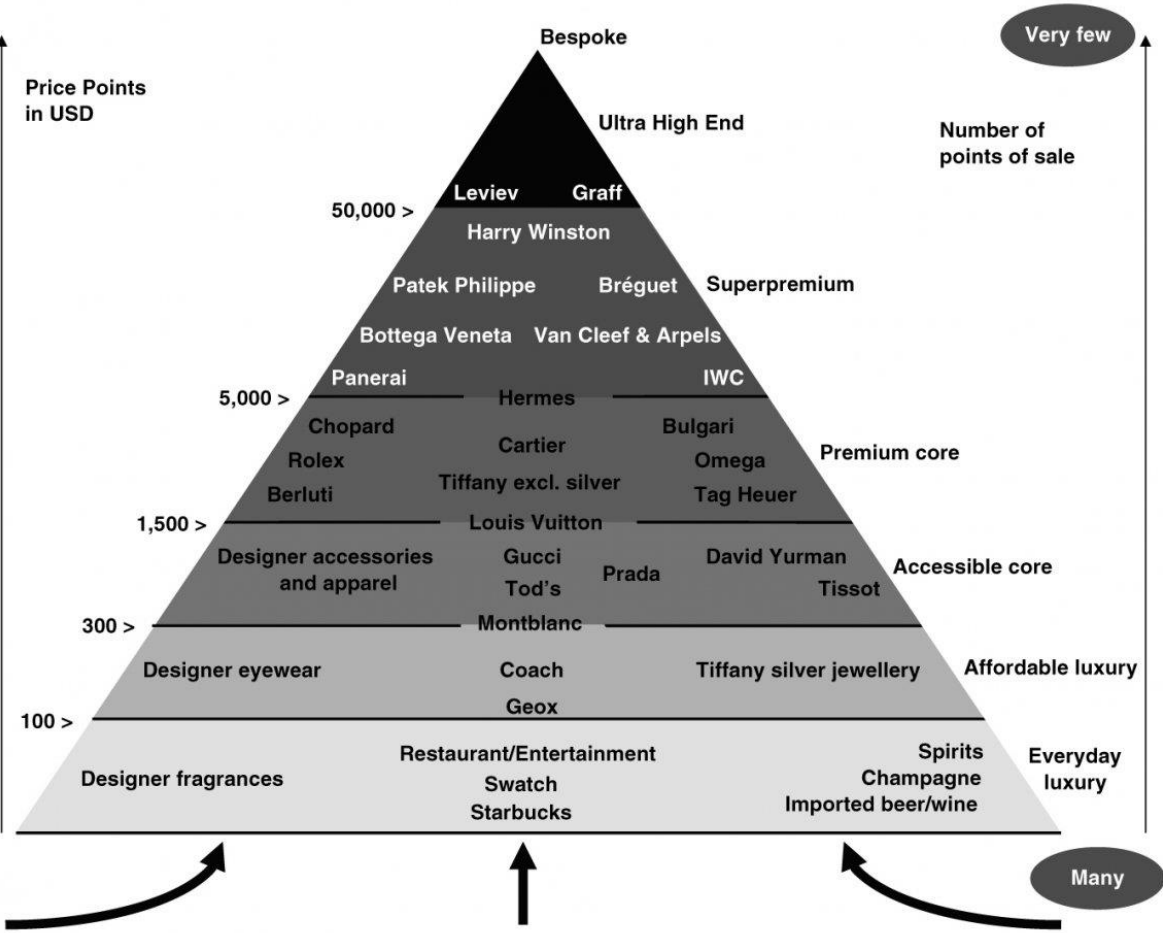 Bespoke
Very few
Price Points
in USD
Ultra High End
Number of
points of sale
Leviev Graff
50,000 >
Harry Winston
Patek Philippe Bréguet
Superpremium
Bottega Veneta Van Cleef & Arpels
Panerai IWC
5,000 >
Hermes
Chopard Bulgari
Cartier
Premium core
Rolex Omega
Tiffany excl. silver
Berluti Tag Heuer
1,500 >
Louis Vuitton
Designer accessories
and apparel
Gucci
Prada
Tod's
David Yurman
Tissot
Accessible core
300 >
Montblanc
Designer eyewear Coach Tiffany silver jewellery
Affordable luxury
Geox
100 >
Restaurant/Entertainment
Swatch
Starbucks
Designer fragrances
Spirits
Champagne
Imported beer/wine
Everyday
luxury
Many